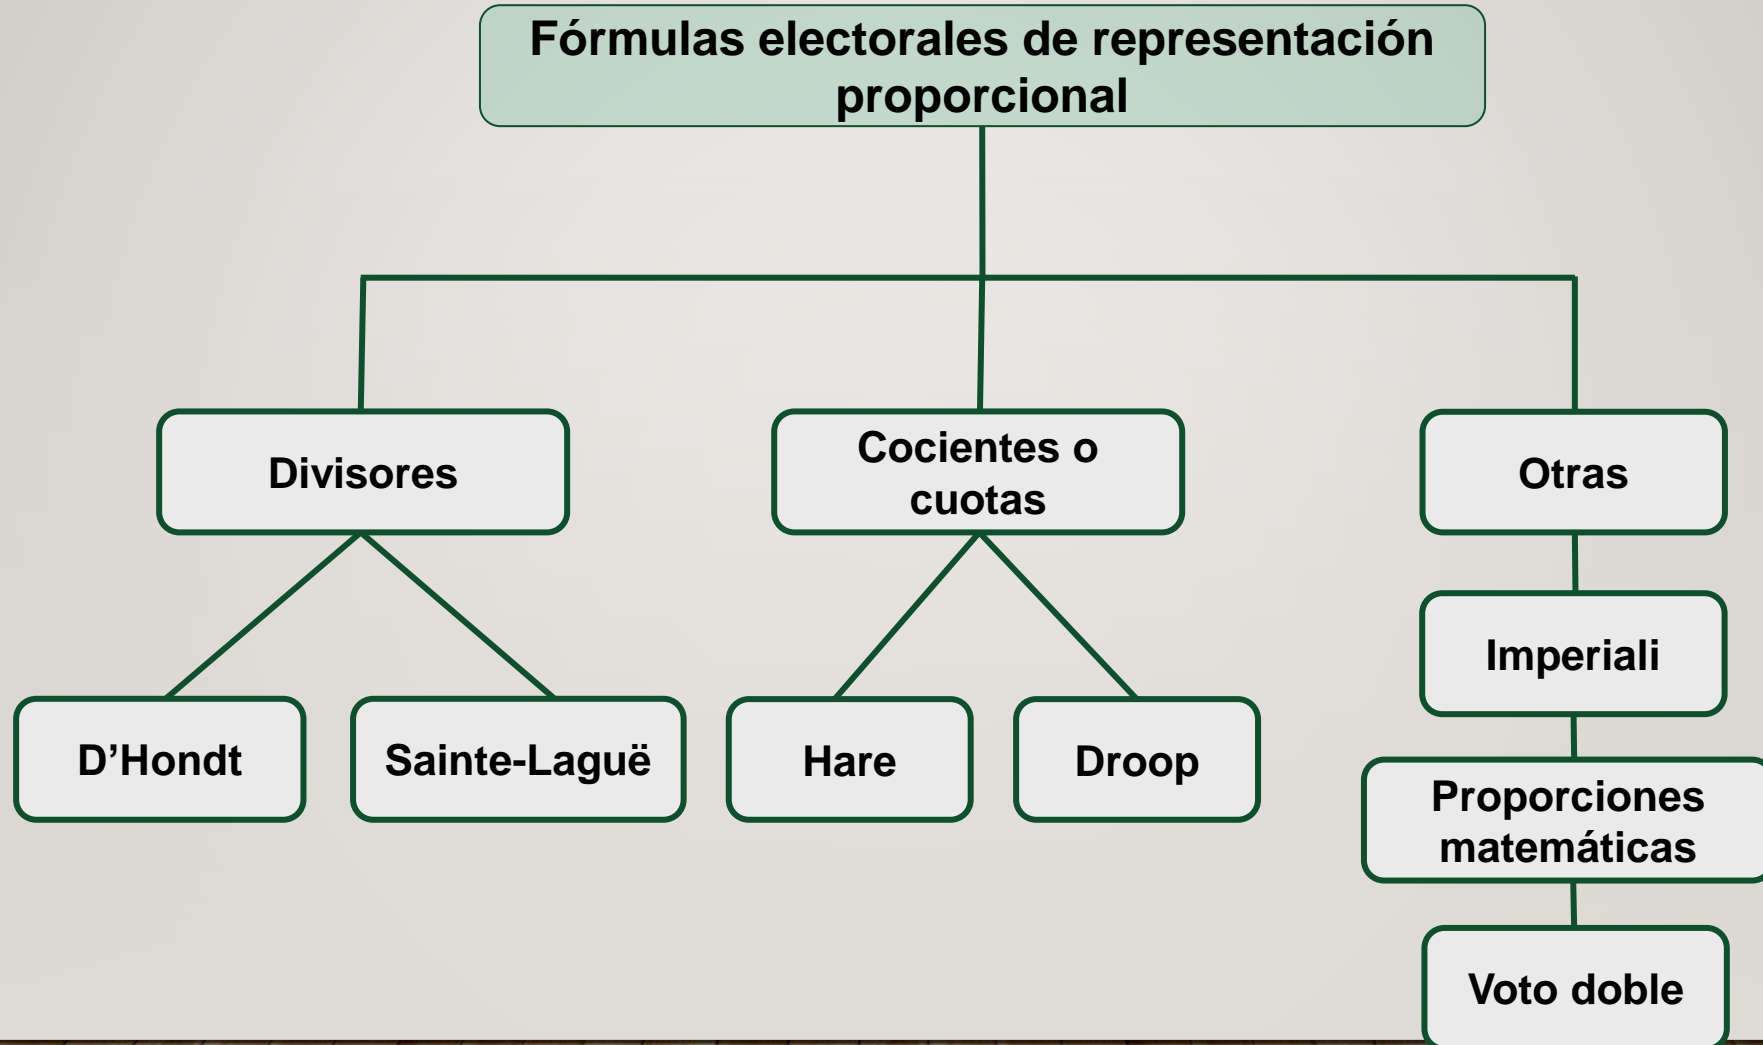 Fórmulas electorales de representación
proporcional
Divisores
Cocientes o
cuotas
Otras
Imperiali
D’Hondt
Sainte-Laguë
Hare
Droop
Proporciones
matemáticas
Voto doble